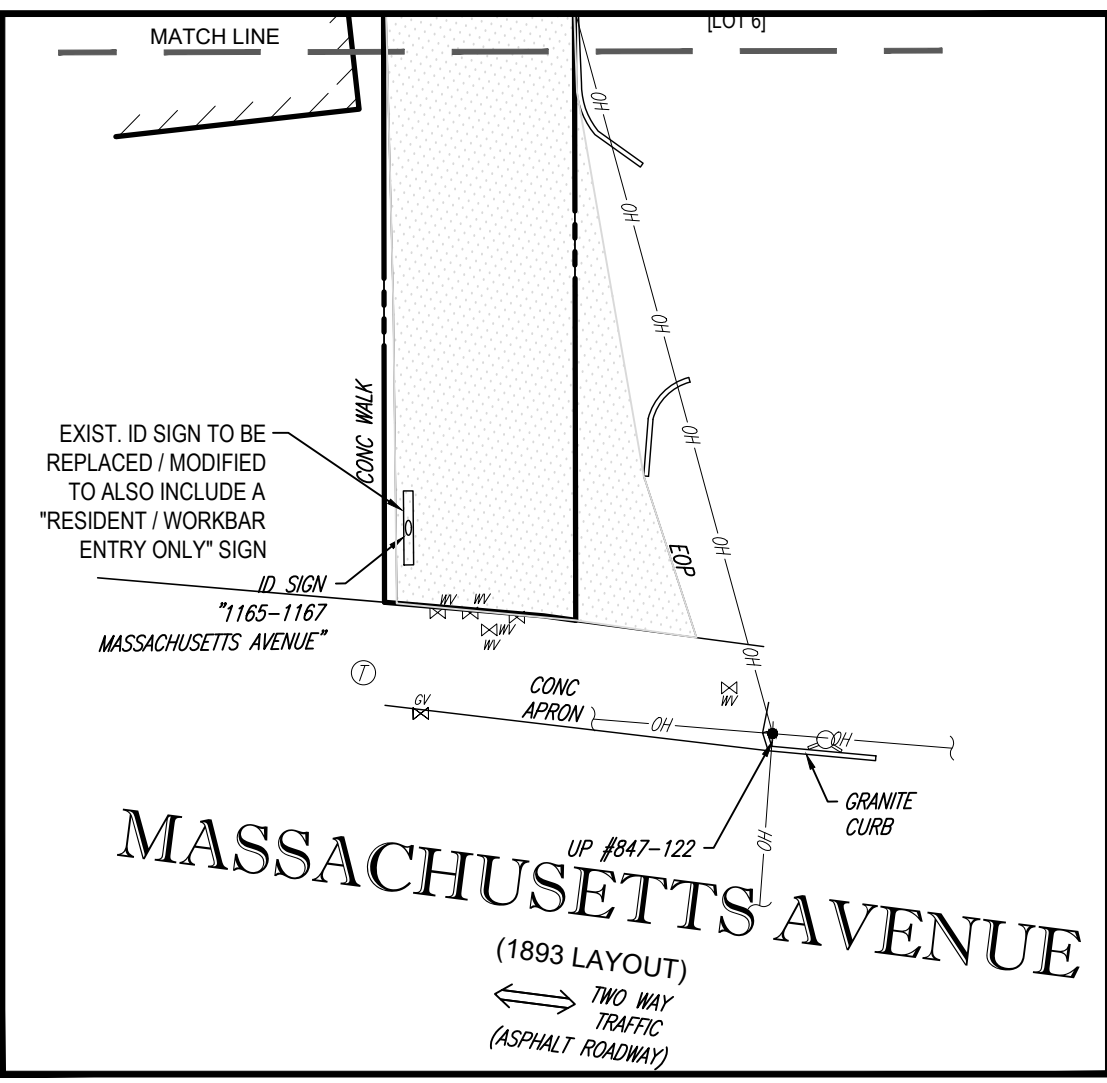 MATCH LINE
[LOT 6]
OH
OH
OH
OH
CONC WALK
EXIST. ID SIGN TO BE
REPLACED / MODIFIED
TO ALSO INCLUDE A
"RESIDENT / WORKBAR
ENTRY ONLY" SIGN
OH
EOP
ID SIGN
"1165-1167
MASSACHUSETTS AVENUE"
WV
WV
WV
WV
OH
T
GV
CONC
APRON
WV
OH
OH
GRANITE
CURB
UP #847-122
OH
MASSACHUSETTS AVENUE
(1893 LAYOUT)
TWO WAY
TRAFFIC
(ASPHALT ROADWAY)